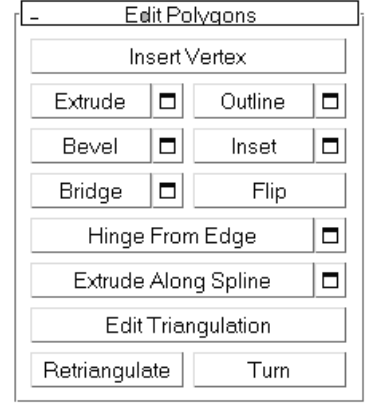 - Edit Polygons
Insert Vertex
Extrude Outline
Bevel Inset
Bridge Flip
Hinge From Edge
Extrude Along Spline
Edit Triangulation
Retriangulate Turn